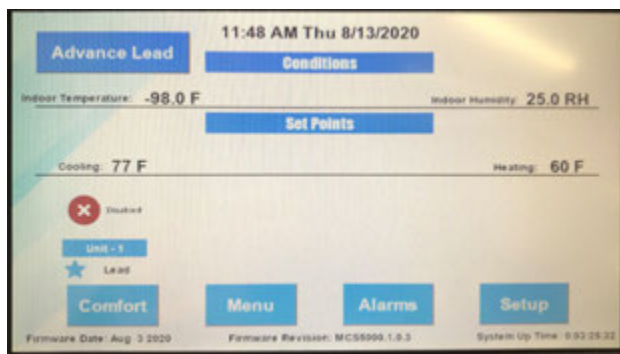 11:48 AM Thu 8/13/2020
Advance Lead
Conditions
Indoor Temperature: -98.0 F
Indoor Humidity: 25.0 RH
Set Points
Cooling: 77 F
Heating: 60 F
Disabled
Unit - 1
Lead
Comfort
Menu
Alarms
Setup
Firmware Date: Aug 3 2020
Firmware Revision: MCS6000.1.0.3
System Up Time: